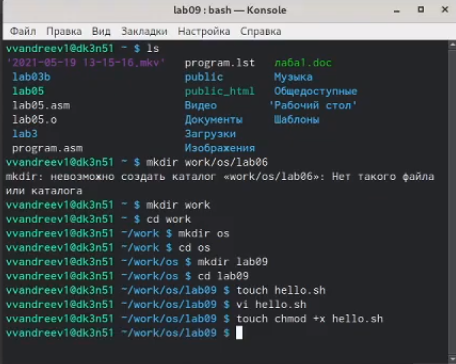 lab09 : bash — Konsole
Файл Правка Вид Закладки Настройка Справка
vvandreev1@dk3n51 ~ $ ls
'2021-05-19 13-15-16.mkv' program.lst лаба1.doc
lab03b public Музыка
lab05 public_html Общедоступные
lab05.asm Видео 'Рабочий стол'
lab05.o Документы Шаблоны
lab3 Загрузки
program.asm Изображения
vvandreev1@dk3n51 ~ $ mkdir work/os/lab06
mkdir: невозможно создать каталог «work/os/lab06»: Нет такого файла
или каталога
vvandreev1@dk3n51 ~ $ mkdir work
vvandreev1@dk3n51 ~ $ cd work
vvandreev1@dk3n51 ~/work $ mkdir os
vvandreev1@dk3n51 ~/work $ cd os
vvandreev1@dk3n51 ~/work/os $ mkdir lab09
vvandreev1@dk3n51 ~/work/os $ cd lab09
vvandreev1@dk3n51 ~/work/os/lab09 $ touch hello.sh
vvandreev1@dk3n51 ~/work/os/lab09 $ vi hello.sh
vvandreev1@dk3n51 ~/work/os/lab09 $ touch chmod +x hello.sh
vvandreev1@dk3n51 ~/work/os/lab09 $